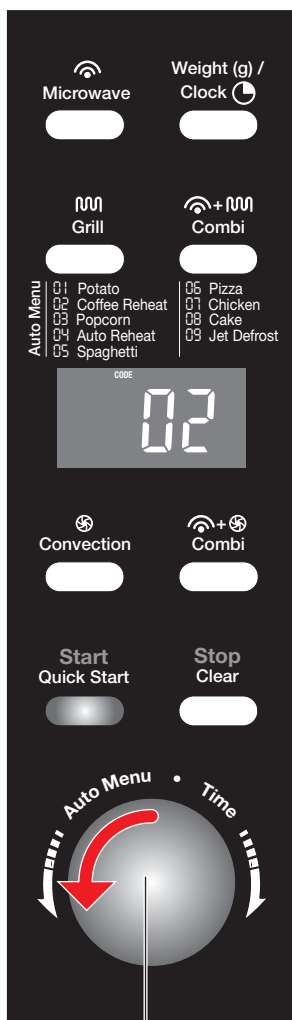 Microwave
Weight (g) /
Clock
Grill
+
Combi
Auto Menu
01 Potato
02 Coffee Reheat
03 Popcorn
04 Auto Reheat
05 Spaghetti
06 Pizza
07 Chicken
08 Cake
09 Jet Defrost
CODE
02
Convection
+
Combi
Start
Quick Start
Stop
Clear
Auto Menu • Time